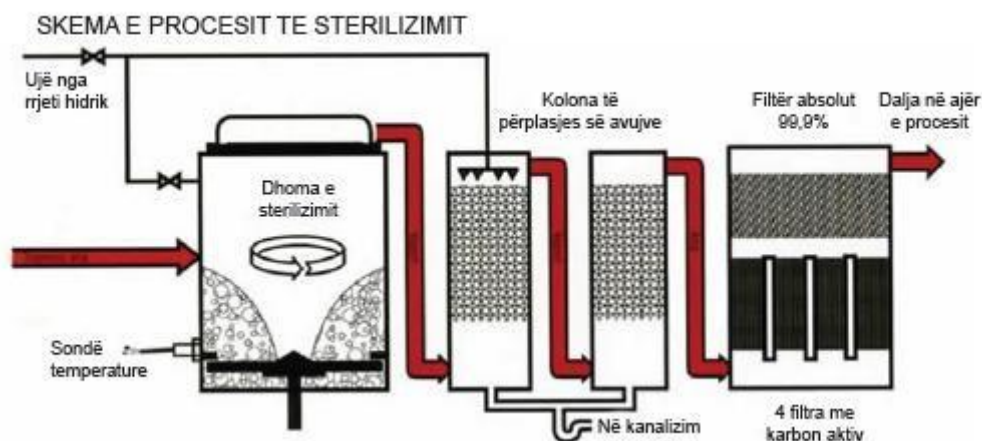 SKEMA E PROCESIT TE STERILIZIMIT
Ujë nga
rrjeti hidrik
Kolona të
përplasjes së avujve
Filtër absolut
99,9%
Dalja në ajër
e procesit
Dhoma e
sterilizimit
Sondë
temperature
Në kanalizim
4 filtra me
karbon aktiv